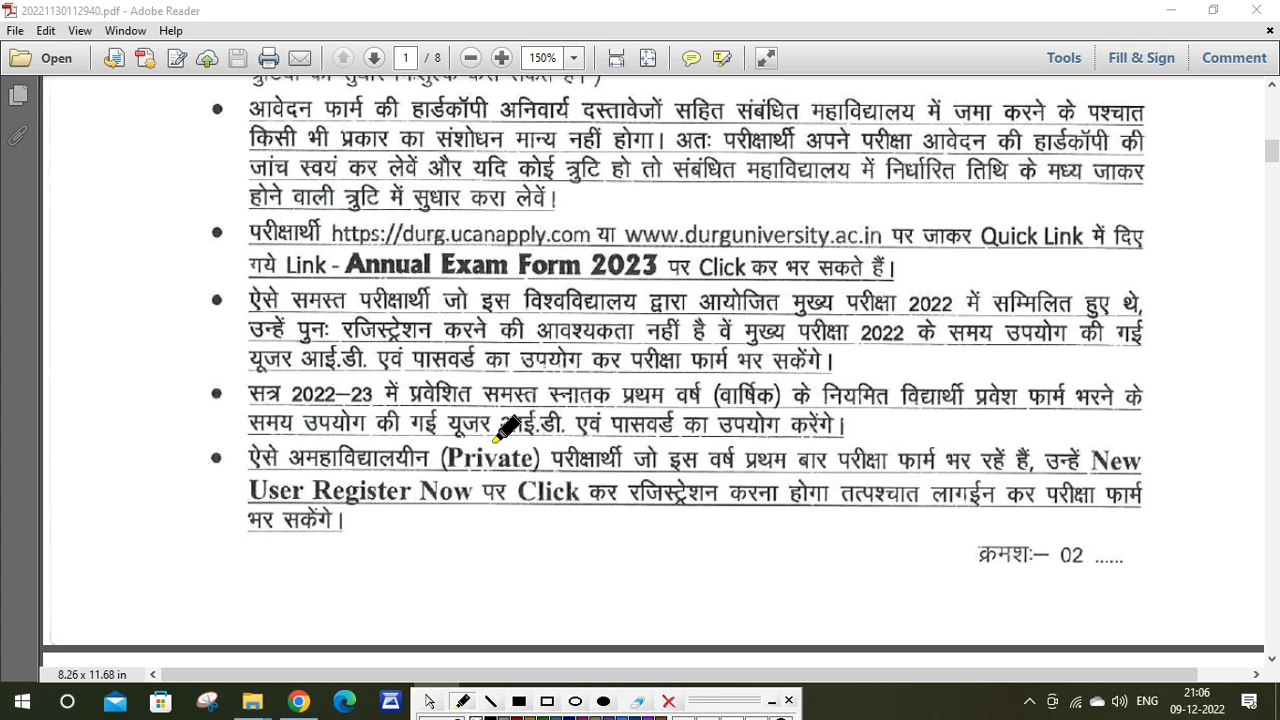 20221130112940.pdf - Adobe Reader
File Edit View Window Help
Open 1 / 8 150% Tools Fill & Sign Comment
त्रुटियों का सुधार निःशुल्क करा सकते हैं। )
• आवेदन फार्म की हार्डकॉपी अनिवार्य दस्तावेजों सहित संबंधित महाविद्यालय में जमा करने के पश्चात
किसी भी प्रकार का संशोधन मान्य नहीं होगा। अतः परीक्षार्थी अपने परीक्षा आवेदन की हार्डकॉपी की
जांच स्वयं कर लेवें और यदि कोई त्रुटि हो तो संबंधित महाविद्यालय में निर्धारित तिथि के मध्य जाकर
होने वाली त्रुटि में सुधार करा लेवें।
• परीक्षार्थी https://durg.ucanapply.com या www.durguniversity.ac.in पर जाकर Quick Link में दिए
गये Link - Annual Exam Form 2023 पर Click कर भर सकते हैं।
• ऐसे समस्त परीक्षार्थी जो इस विश्वविद्यालय द्वारा आयोजित मुख्य परीक्षा 2022 में सम्मिलित हुए थे,
उन्हें पुनः रजिस्ट्रेशन करने की आवश्यकता नहीं है वें मुख्य परीक्षा 2022 के समय उपयोग की गई
यूजर आई.डी. एवं पासवर्ड का उपयोग कर परीक्षा फार्म भर सकेंगे।
• सत्र 2022–23 में प्रवेशित समस्त स्नातक प्रथम वर्ष (वार्षिक) के नियमित विद्यार्थी प्रवेश फार्म भरने के
समय उपयोग की गई यूजर आई.डी. एवं पासवर्ड का उपयोग करेंगे।
• ऐसे अमहाविद्यालयीन (Private) परीक्षार्थी जो इस वर्ष प्रथम बार परीक्षा फार्म भर रहें हैं, उन्हें New
User Register Now पर Click कर रजिस्ट्रेशन करना होगा तत्पश्चात लागईन कर परीक्षा फार्म
भर सकेंगे।
क्रमशः– 02 ......
8.26 x 11.68 in
ENG
21:06
09-12-2022